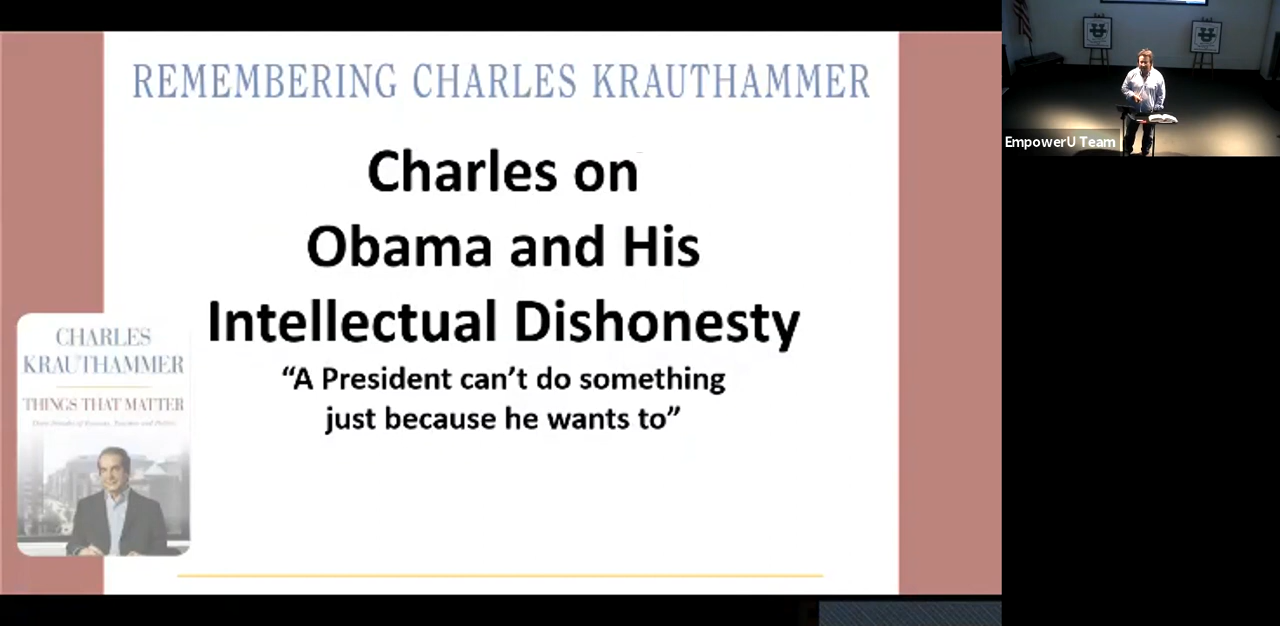 REMEMBERING CHARLES KRAUTHAMMER
Charles on
Obama and His
Intellectual Dishonesty
“A President can’t do something
just because he wants to”
CHARLES
KRAUTHAMMER
THINGS THAT MATTER
EmpowerU Team